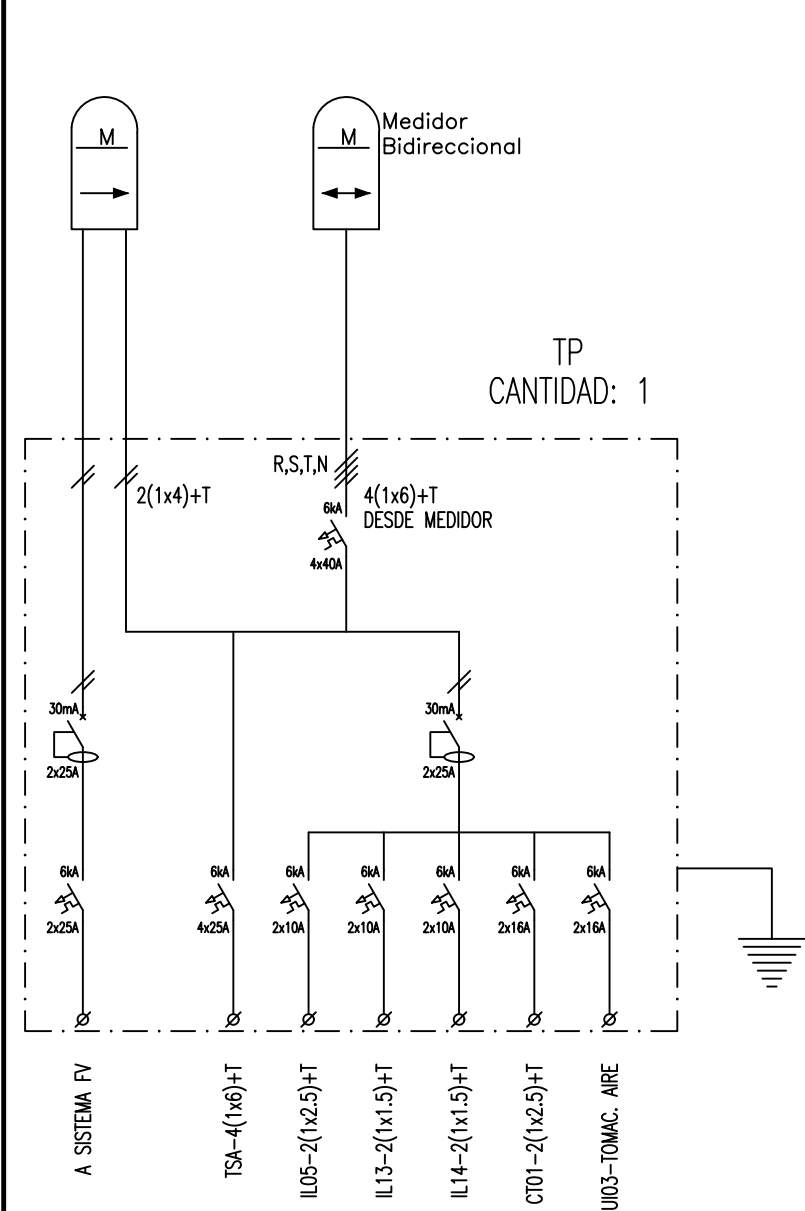 M
M
Medidor
Bidireccional
TP
CANTIDAD: 1
R,S,T,N
2(1x4)+T
4(1x6)+T
DESDE MEDIDOR
6kA
4x40A
30mA
2x25A
30mA
2x25A
6kA
2x25A
6kA
4x25A
6kA
2x10A
6kA
2x10A
6kA
2x10A
6kA
2x16A
6kA
2x16A
A SISTEMA FV
TSA-4(1x6)+T
IL05-2(1x2.5)+T
IL13-2(1x1.5)+T
IL14-2(1x1.5)+T
CT01-2(1x2.5)+T
UI03-TOMAC. AIRE